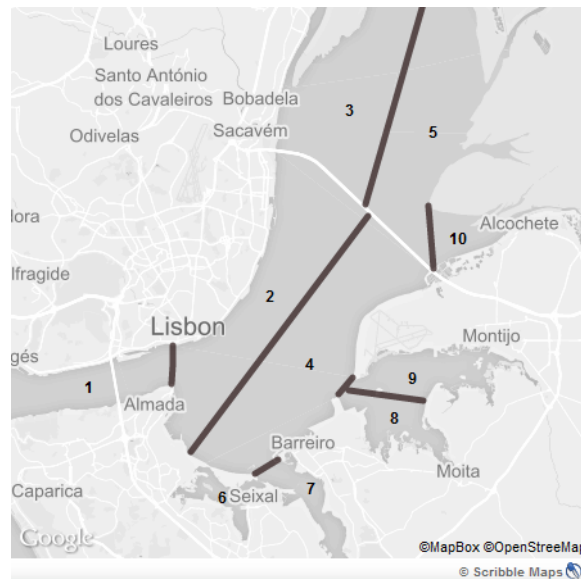 Loures
Santo António
dos Cavaleiros
Bobadela
3
Odivelas
Sacavém
5
lora
Alcochete
10
lfragide
2
Lisbon
Montijo
gés
1
4
9
Almada
8
Barreiro
Moita
Caparica
6
Seixal
7
Google
©MapBox ©OpenStreeMap
© Scribble Maps